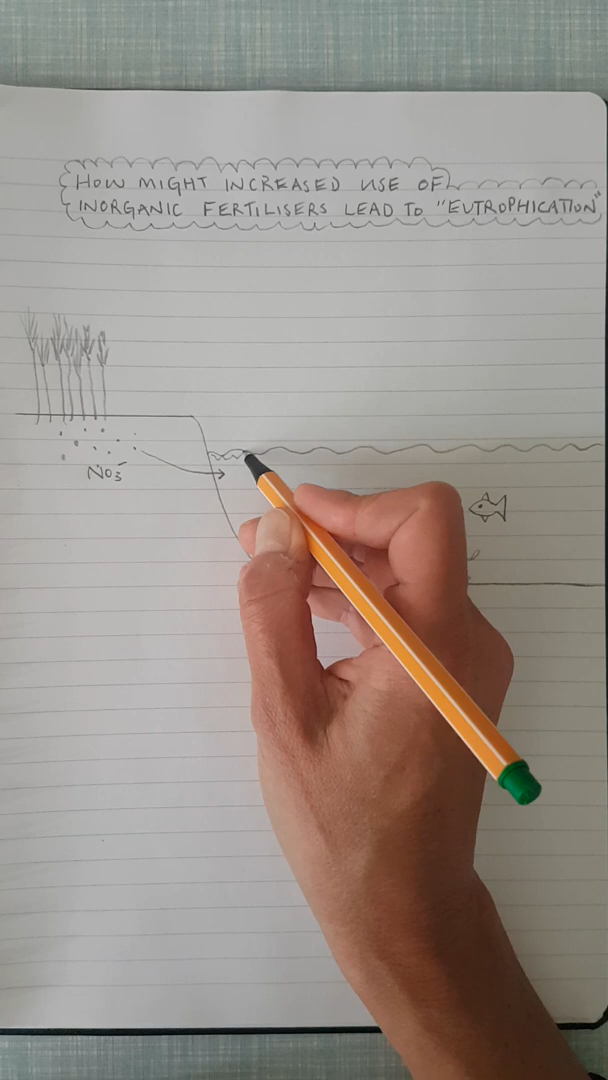 HOW MIGHT INCREASED USE OF
INORGANIC FERTILISERS LEAD TO "EUTROPHICATION"
NO₃⁻